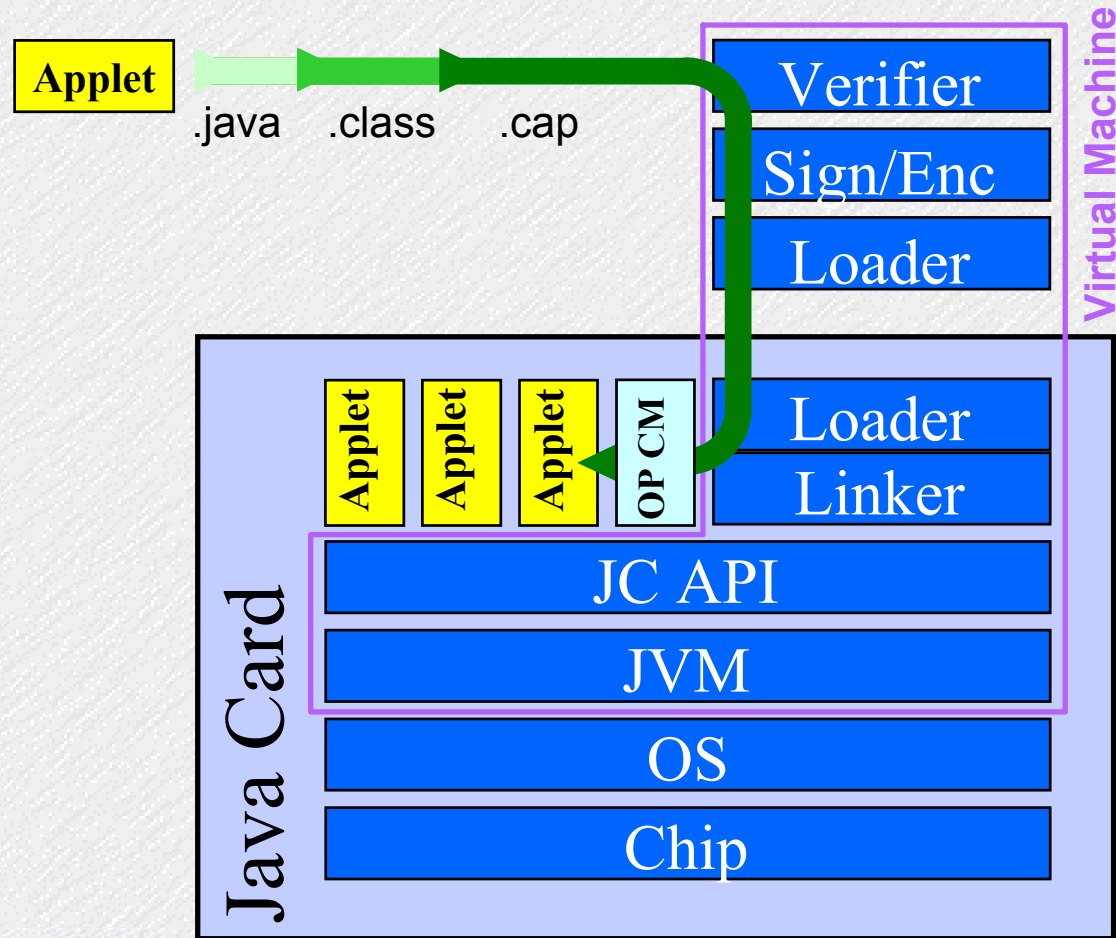 Applet
.java .class .cap
Verifier
Sign/Enc
Loader
Virtual Machine
Applet
Applet
Applet
OP CM
Loader
Linker
JC API
JVM
OS
Chip
Java Card